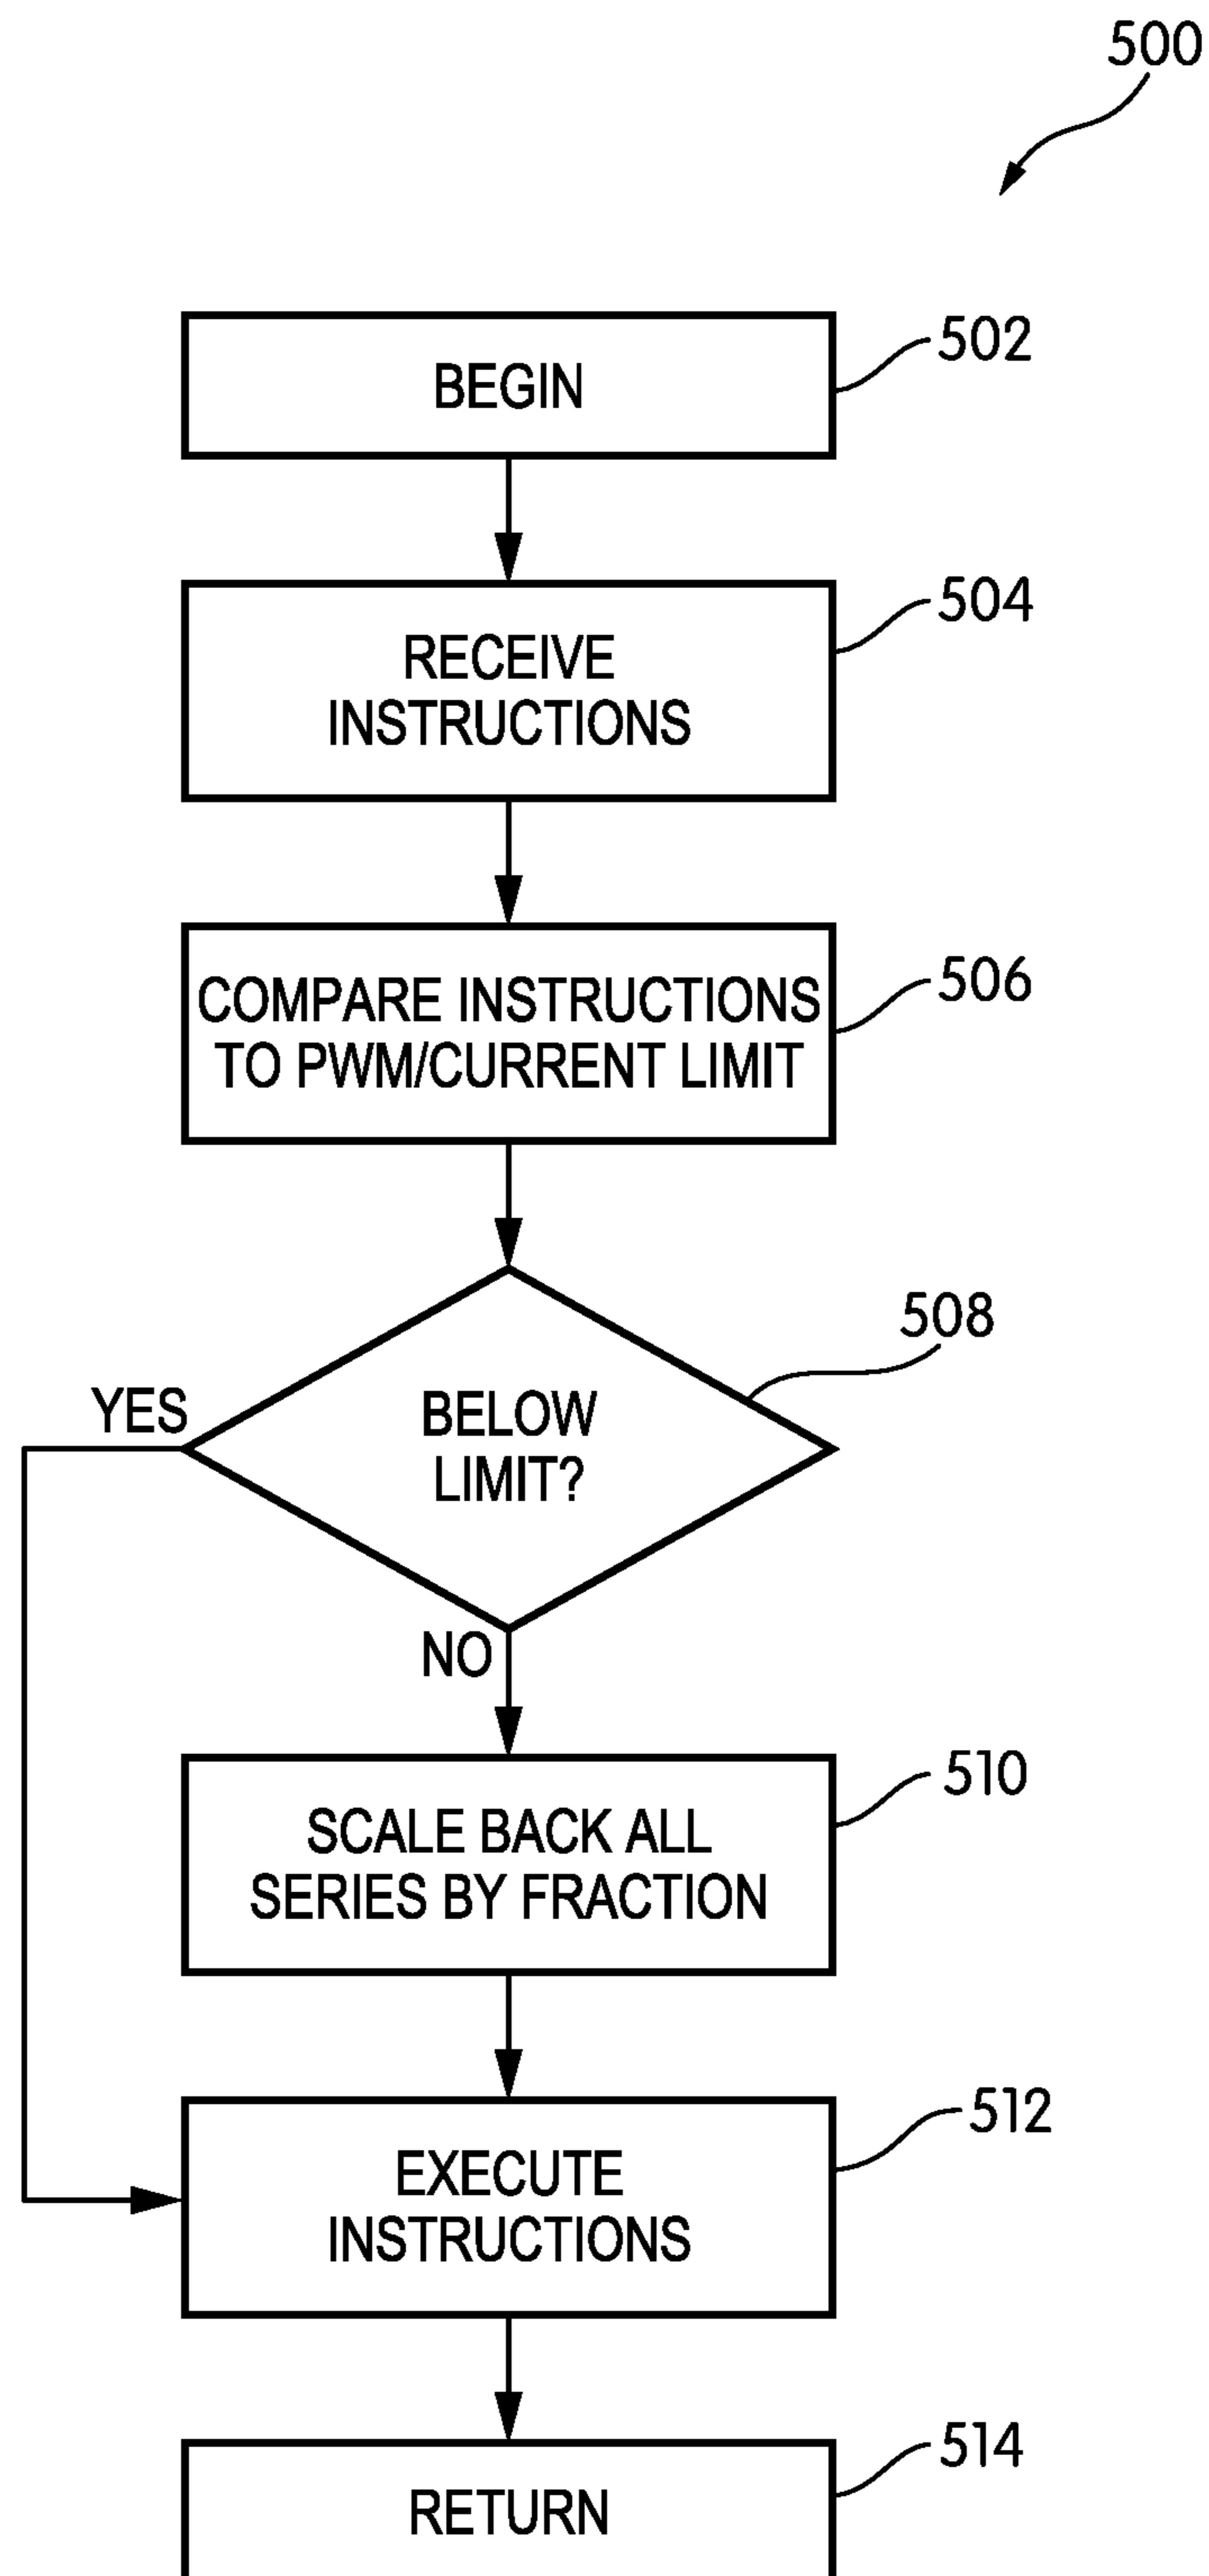 500
BEGIN
502
RECEIVE
INSTRUCTIONS
504
COMPARE INSTRUCTIONS
TO PWM/CURRENT LIMIT
506
508
YES
BELOW
LIMIT?
NO
SCALE BACK ALL
SERIES BY FRACTION
510
EXECUTE
INSTRUCTIONS
512
RETURN
514